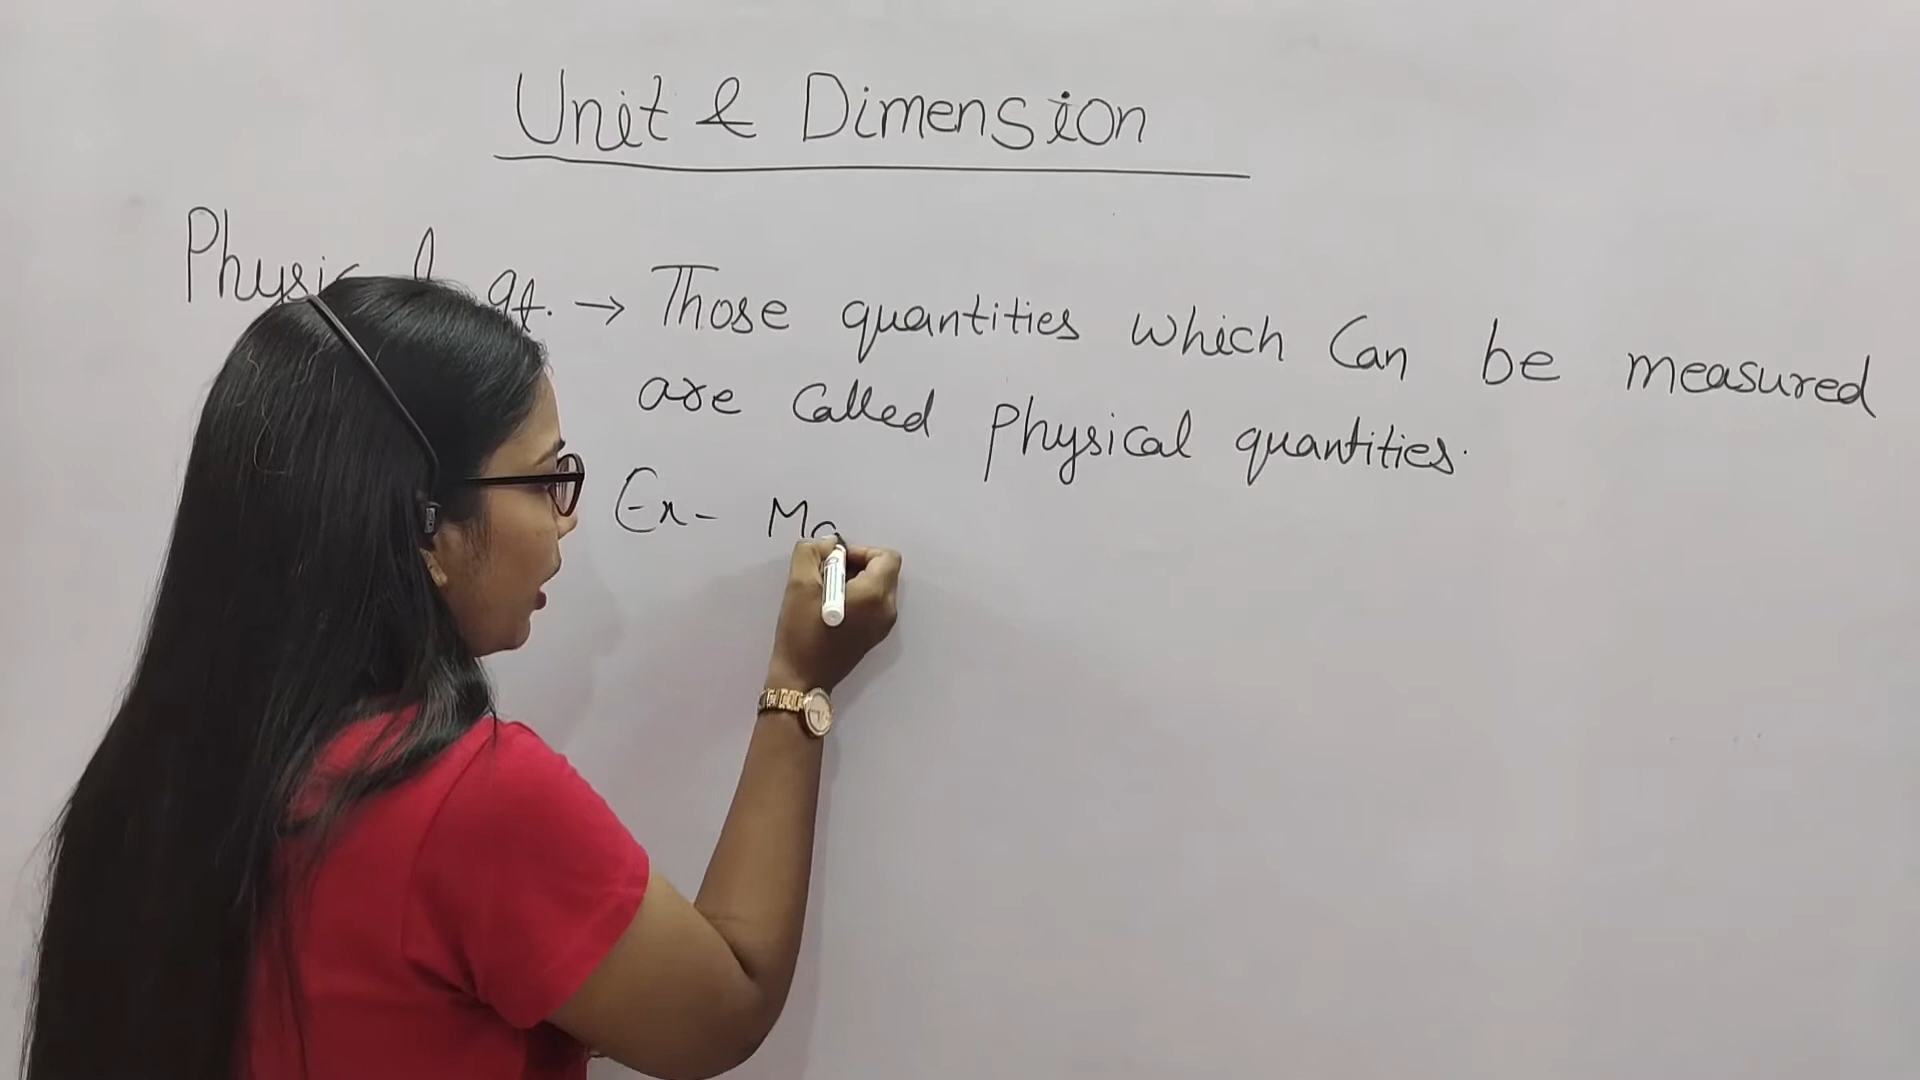 Unit & Dimension
Physical qt. → Those quantities which Can be measured
are Called Physical quantities.
Ex- Ma